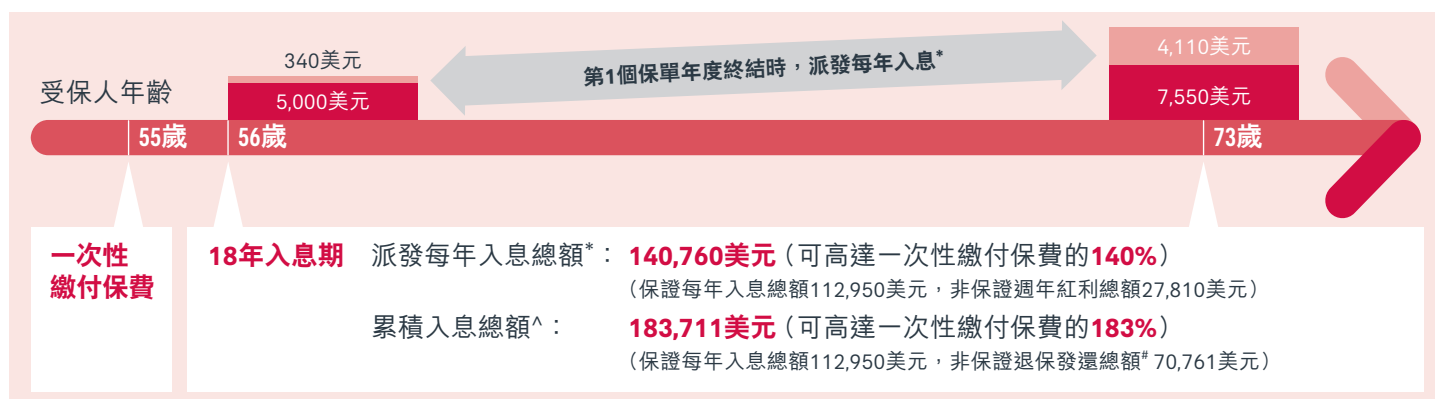 340美元
第1個保單年度終結時，派發每年入息*
4,110美元
受保人年齡
5,000美元
7,550美元
55歲
56歲
73歲
一次性
繳付保費
18年入息期
派發每年入息總額*：
140,760美元（可高達一次性繳付保費的140%）
（保證每年入息總額112,950美元，非保證週年紅利總額27,810美元）
累積入息總額^：
183,711美元（可高達一次性繳付保費的183%）
（保證每年入息總額112,950美元，非保證退保發還總額# 70,761美元）